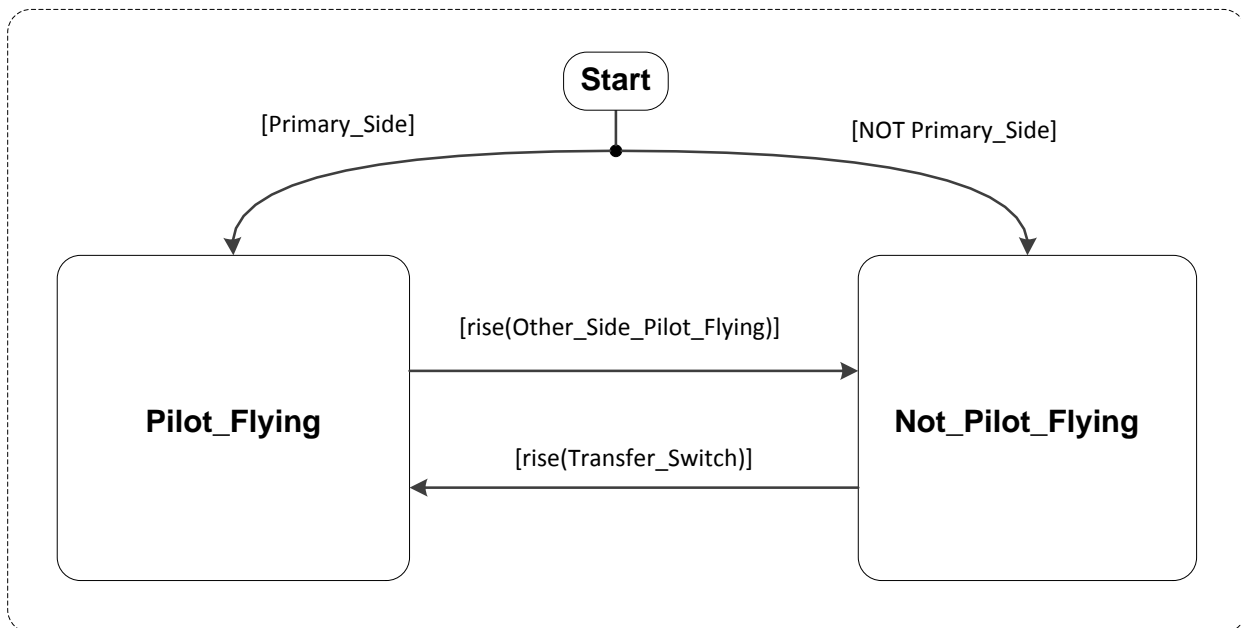 Start
[Primary_Side]
[NOT Primary_Side]
[rise(Other_Side_Pilot_Flying)]
Pilot_Flying
Not_Pilot_Flying
[rise(Transfer_Switch)]